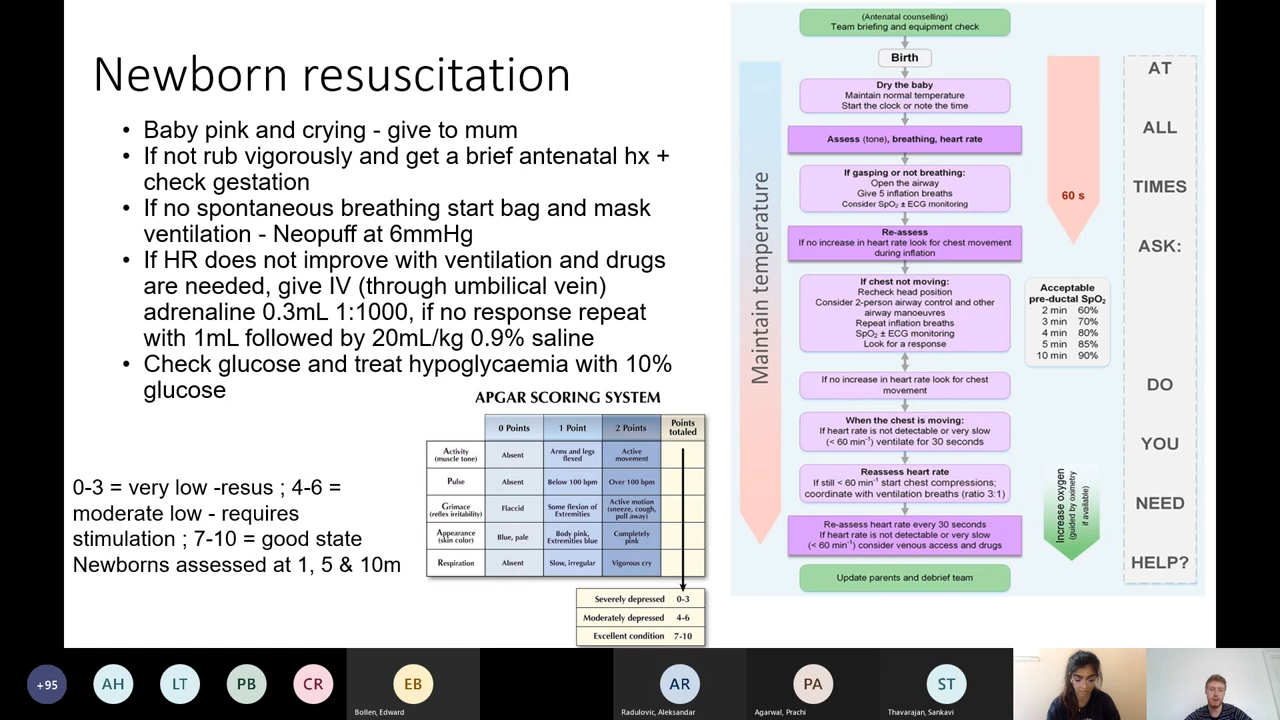 Newborn resuscitation
• Baby pink and crying - give to mum
• If not rub vigorously and get a brief antenatal hx +
check gestation
• If no spontaneous breathing start bag and mask
ventilation - Neopuff at 6mmHg
• If HR does not improve with ventilation and drugs
are needed, give IV (through umbilical vein)
adrenaline 0.3mL 1:1000, if no response repeat
with 1mL followed by 20mL/kg 0.9% saline
• Check glucose and treat hypoglycaemia with 10%
glucose
0-3 = very low -resus ; 4-6 =
moderate low - requires
stimulation ; 7-10 = good state
Newborns assessed at 1, 5 & 10m
APGAR SCORING SYSTEM
0 Points 1 Point 2 Points Points totaled
Activity (muscle tone) Absent Arms and legs flexed Active movement
Pulse Absent Below 100 bpm Over 100 bpm
Grimace (reflex irritability) Flaccid Some flexion of Extremities Active motion (sneeze, cough, pull away)
Appearance (skin color) Blue, pale Body pink, Extremities blue Completely pink
Respiration Absent Slow, irregular Vigorous cry
Severely depressed 0-3
Moderately depressed 4-6
Excellent condition 7-10
Maintain temperature
(Antenatal counselling)
Team briefing and equipment check
Birth
Dry the baby
Maintain normal temperature
Start the clock or note the time
Assess (tone), breathing, heart rate
If gasping or not breathing:
Open the airway
Give 5 inflation breaths
Consider SpO₂ ± ECG monitoring
Re-assess
If no increase in heart rate look for chest movement
during inflation
If chest not moving:
Recheck head position
Consider 2-person airway control and other
airway manoeuvres
Repeat inflation breaths
SpO₂ ± ECG monitoring
Look for a response
If no increase in heart rate look for chest
movement
When the chest is moving:
If heart rate is not detectable or very slow
(< 60 min⁻¹) ventilate for 30 seconds
Reassess heart rate
If still < 60 min⁻¹ start chest compressions;
coordinate with ventilation breaths (ratio 3:1)
Re-assess heart rate every 30 seconds
If heart rate is not detectable or very slow
(< 60 min⁻¹) consider venous access and drugs
Update parents and debrief team
60 s
Acceptable
pre-ductal SpO₂
2 min 60%
3 min 70%
4 min 80%
5 min 85%
10 min 90%
Increase oxygen
(guided by oximetry
if available)
AT
ALL
TIMES
ASK:
DO
YOU
NEED
HELP?
+95
AH
LT
PB
CR
EB
Bollen, Edward
AR
Radulovic, Aleksandar
PA
Agarwal, Prachi
ST
Thavarajan, Sankavi